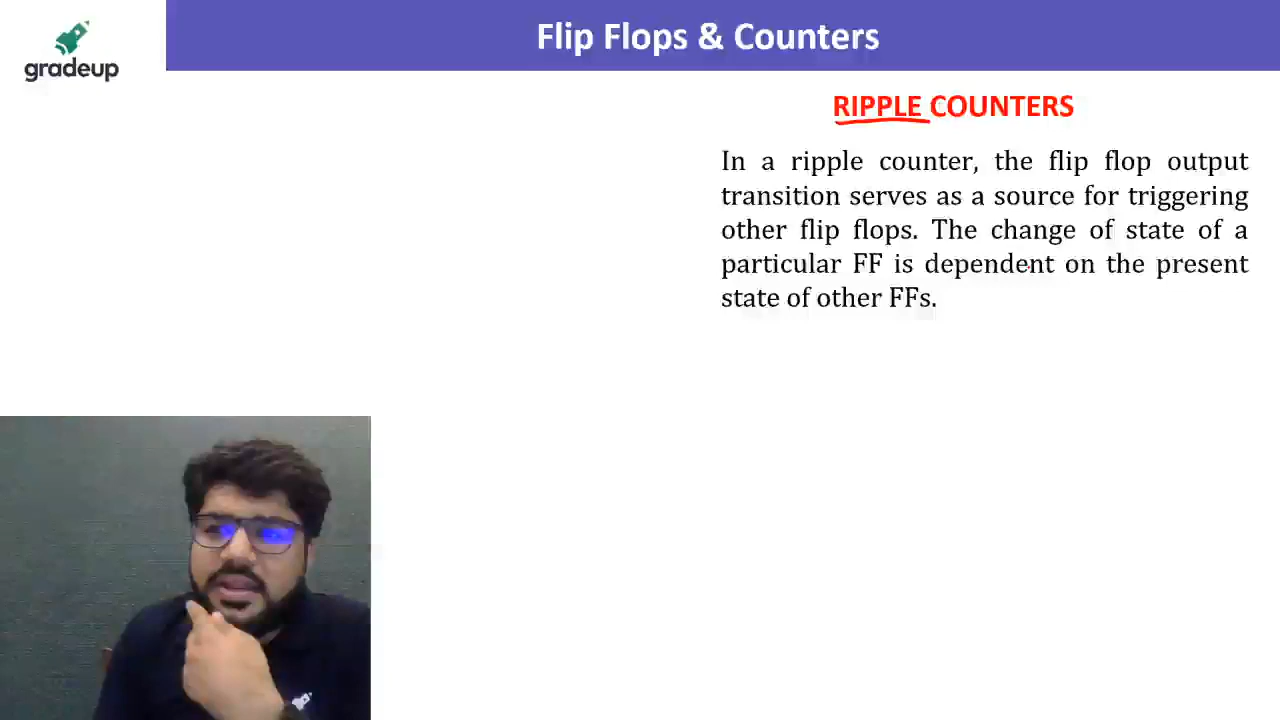 Flip Flops & Counters
gradeup
RIPPLE COUNTERS
In a ripple counter, the flip flop output
transition serves as a source for triggering
other flip flops. The change of state of a
particular FF is dependent on the present
state of other FFs.